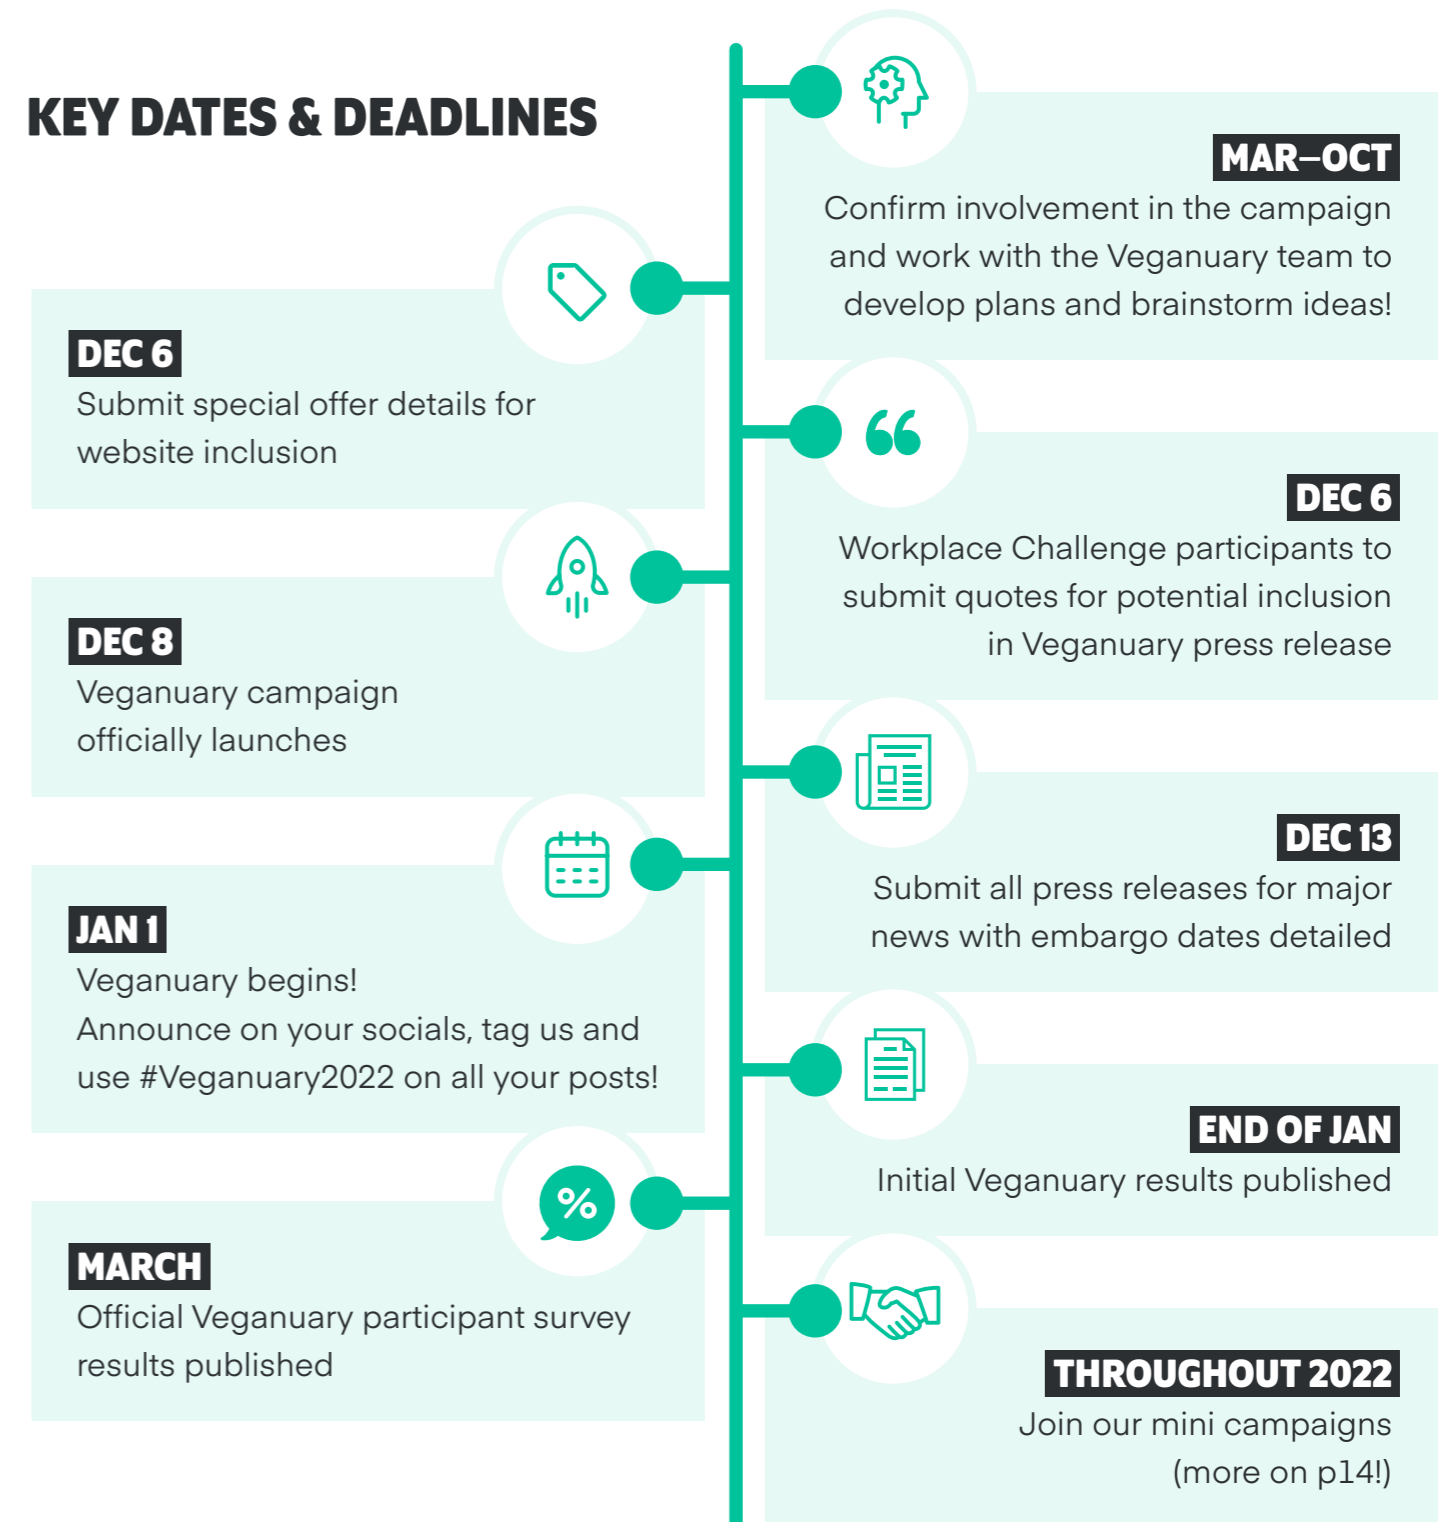 KEY DATES & DEADLINES
MAR–OCT
Confirm involvement in the campaign
and work with the Veganuary team to
develop plans and brainstorm ideas!
DEC 6
Submit special offer details for
website inclusion
DEC 6
Workplace Challenge participants to
submit quotes for potential inclusion
in Veganuary press release
DEC 8
Veganuary campaign
officially launches
DEC 13
Submit all press releases for major
news with embargo dates detailed
JAN 1
Veganuary begins!
Announce on your socials, tag us and
use #Veganuary2022 on all your posts!
END OF JAN
Initial Veganuary results published
%
MARCH
Official Veganuary participant survey
results published
THROUGHOUT 2022
Join our mini campaigns
(more on p14!)